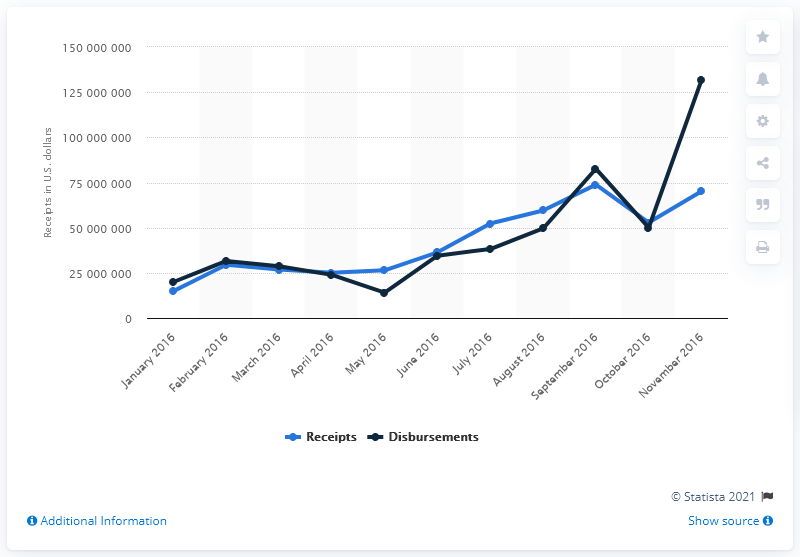 150 000 000
125 000 000
100 000 000
75 000 000
50 000 000
25 000 000
0
Receipts in U.S. dollars
January 2016
February 2016
March 2016
April 2016
May 2016
June 2016
July 2016
August 2016
September 2016
October 2016
November 2016
Receipts
Disbursements
© Statista 2021
Additional Information
Show source